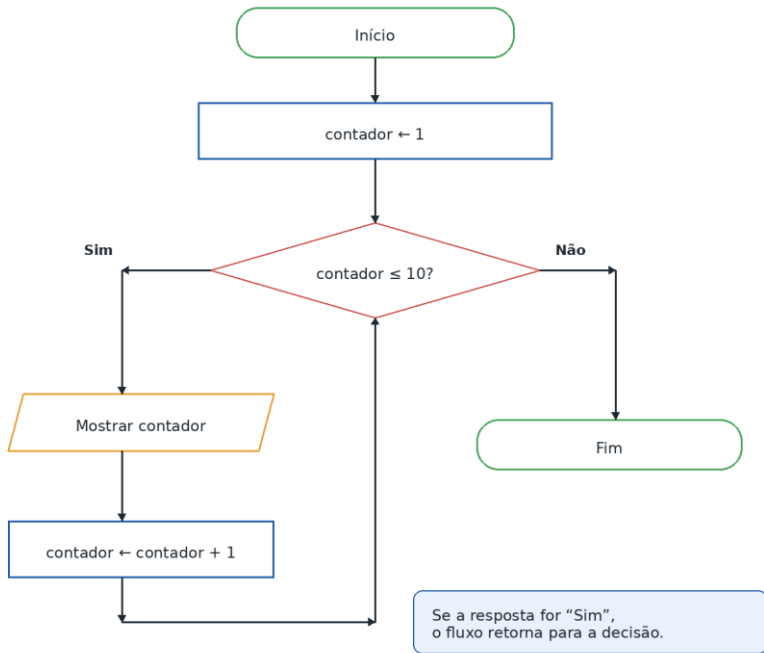 Início
contador ← 1
contador ≤ 10?
Sim
Não
Mostrar contador
Fim
contador ← contador + 1
Se a resposta for “Sim”,
o fluxo retorna para a decisão.